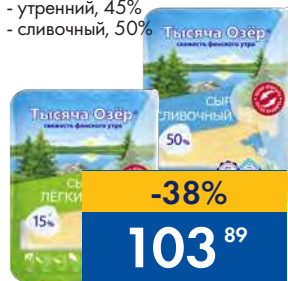 - утренний, 45%
- сливочный, 50%
Тысяча Озёр
свежесть финского утра
СЫР
СЛИВОЧНЫЙ
50%
Тысяча Озёр
свежесть финского утра
СЫ
ЛЁГКИ
15%
-38%
103 89